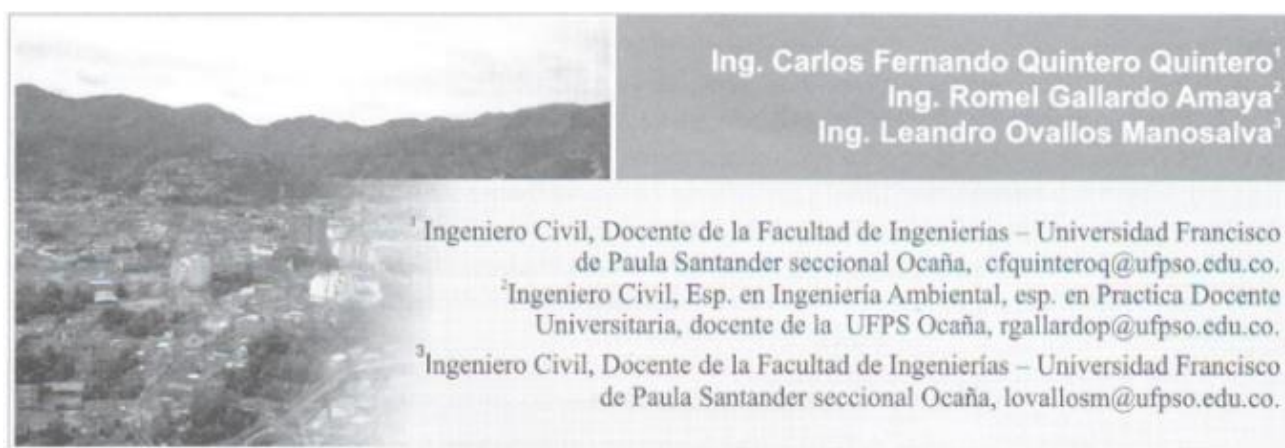 Ing. Carlos Fernando Quintero Quintero¹
Ing. Romel Gallardo Amaya²
Ing. Leandro Ovallos Manosalva³
¹ Ingeniero Civil, Docente de la Facultad de Ingenierías – Universidad Francisco
de Paula Santander seccional Ocaña, cfquinteroq@ufpso.edu.co.
²Ingeniero Civil, Esp. en Ingeniería Ambiental, esp. en Practica Docente
Universitaria, docente de la UFPS Ocaña, rgallardop@ufpso.edu.co.
³Ingeniero Civil, Docente de la Facultad de Ingenierías – Universidad Francisco
de Paula Santander seccional Ocaña, lovallosm@ufpso.edu.co.